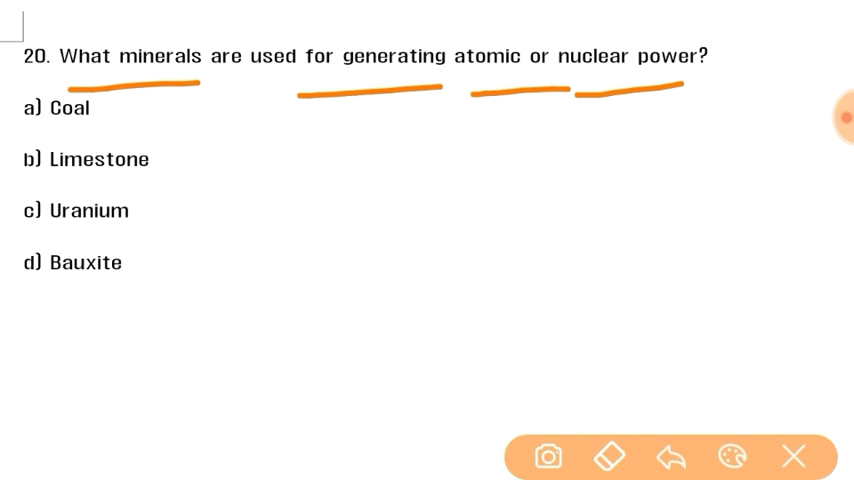 20. What minerals are used for generating atomic or nuclear power?
a) Coal
b) Limestone
c) Uranium
d) Bauxite